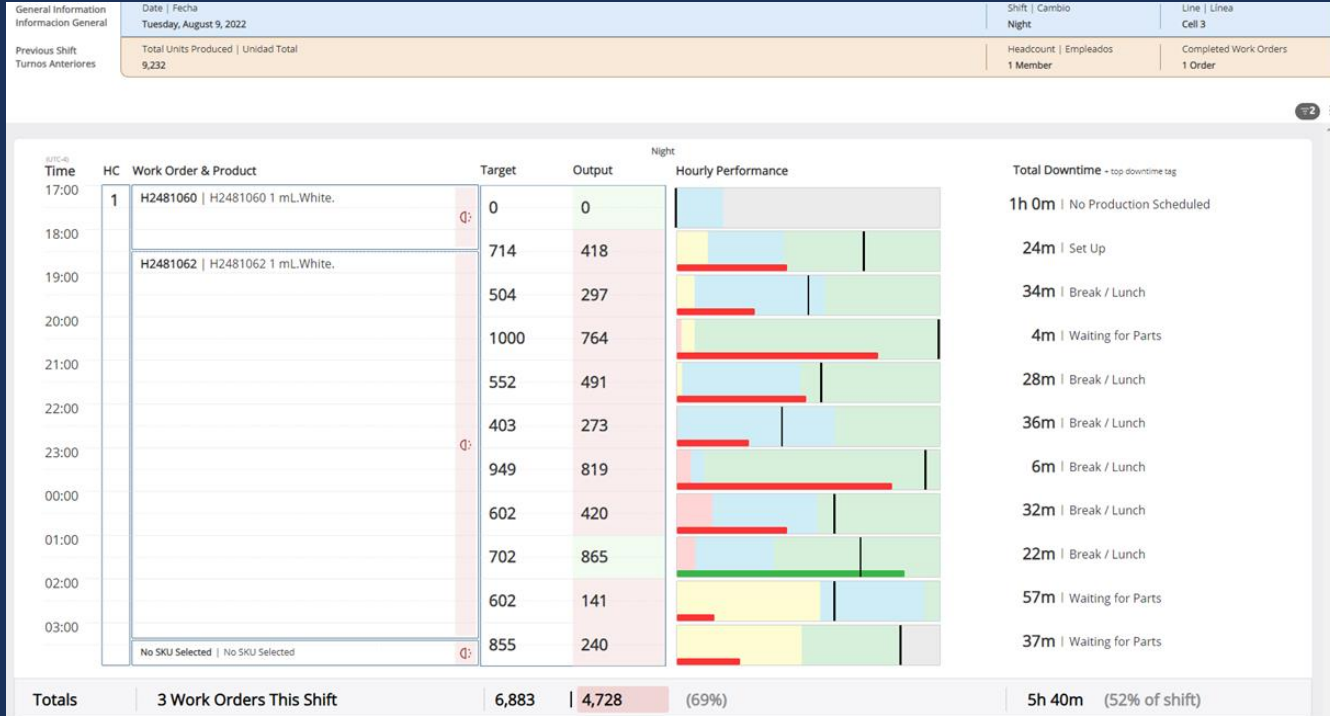 General Information
Informacion General
Date | Fecha
Tuesday, August 9, 2022
Shift | Cambio
Night
Line | Línea
Cell 3
Previous Shift
Turnos Anteriores
Total Units Produced | Unidad Total
9,232
Headcount | Empleados
1 Member
Completed Work Orders
1 Order
2
Night
(UTC-4)
Time HC Work Order & Product Target Output Hourly Performance Total Downtime + top downtime tag
17:00
1 H2481060 | H2481060 1 mL.White. 0 0 1h 0m | No Production Scheduled
18:00
H2481062 | H2481062 1 mL.White. 714 418 24m | Set Up
19:00
504 297 34m | Break / Lunch
20:00
1000 764 4m | Waiting for Parts
21:00
552 491 28m | Break / Lunch
22:00
403 273 36m | Break / Lunch
23:00
949 819 6m | Break / Lunch
00:00
602 420 32m | Break / Lunch
01:00
702 865 22m | Break / Lunch
02:00
602 141 57m | Waiting for Parts
03:00
No SKU Selected | No SKU Selected 855 240 37m | Waiting for Parts
Totals 3 Work Orders This Shift 6,883 | 4,728 (69%) 5h 40m (52% of shift)